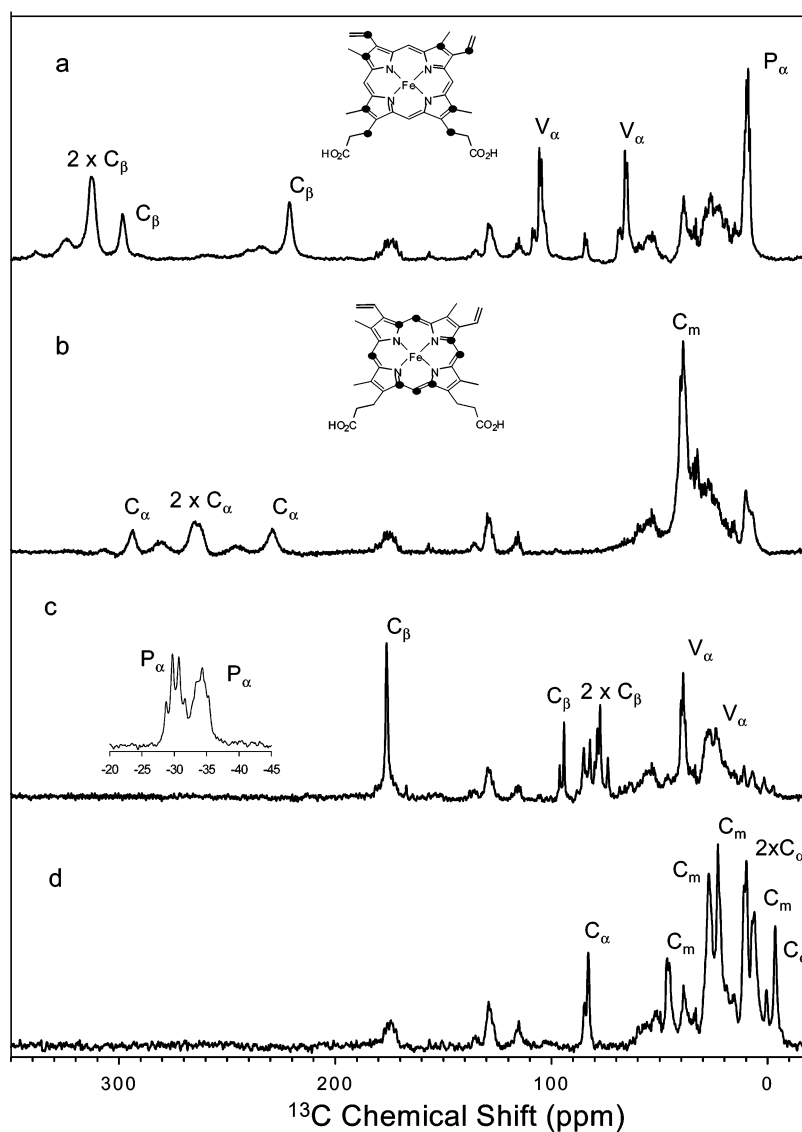 a
Fe
N N
N N
HO2C CO2H
2 x Cβ
Cβ
Cβ
Vα
Vα
Pα
b
Fe
N N
N N
HO2C CO2H
Cα
2 x Cα
Cα
Cm
c
Pα
Pα
-20 -25 -30 -35 -40 -45
Cβ
Cβ
2 x Cβ
Vα
Vα
d
Cα
Cm
Cm
Cm
2xCα
Cm
300 200 100 0
13C Chemical Shift (ppm)